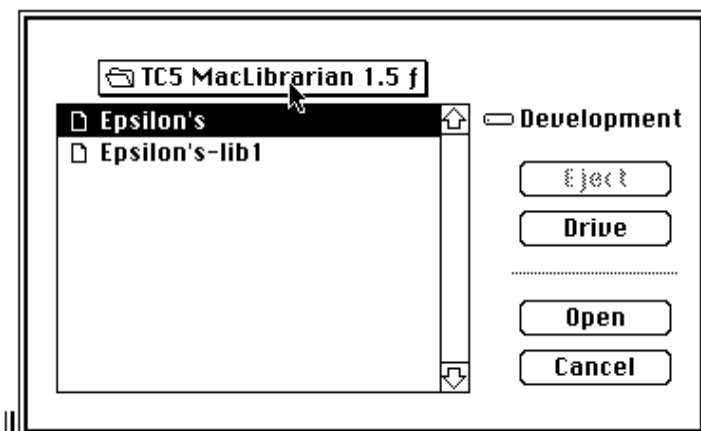 TC5 MacLibrarian 1.5 ƒ
Epsilon's
Epsilon's-lib1
Development
Eject
Drive
Open
Cancel